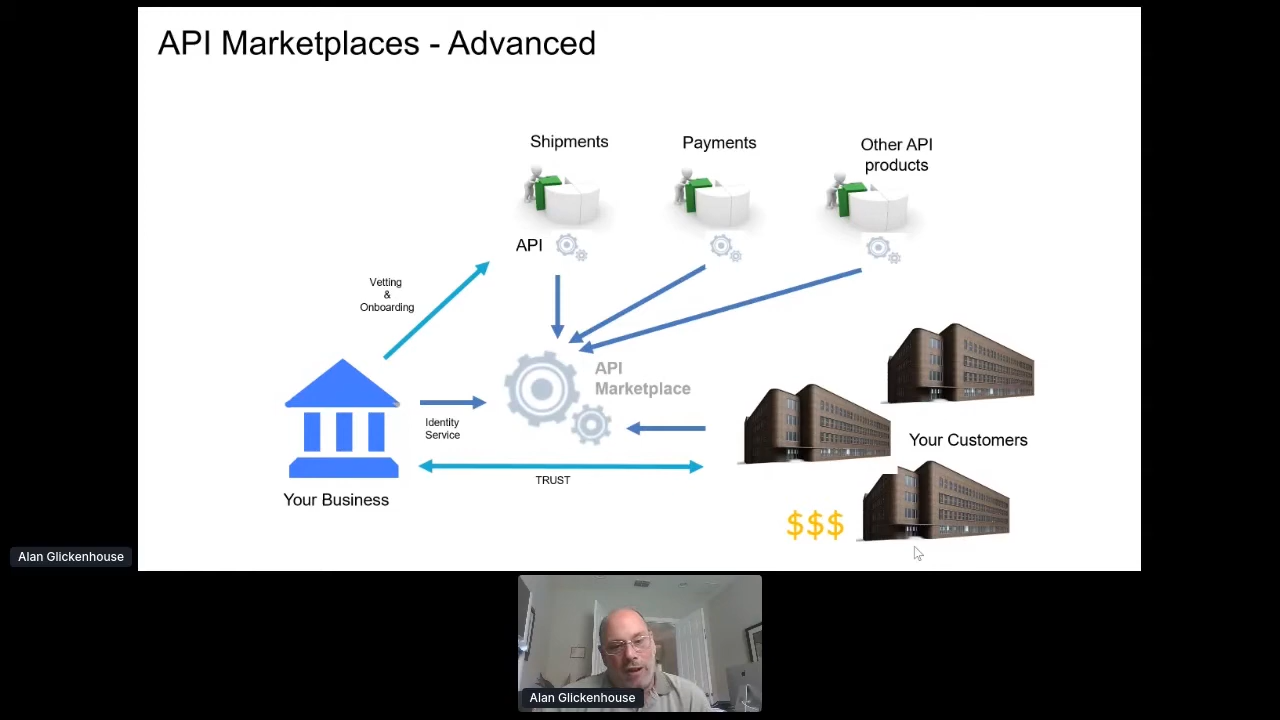 API Marketplaces - Advanced
Shipments
Payments
Other API
products
API
Vetting
&
Onboarding
API
Marketplace
Identity
Service
Your Customers
TRUST
Your Business
$$$
Alan Glickenhouse
Alan Glickenhouse